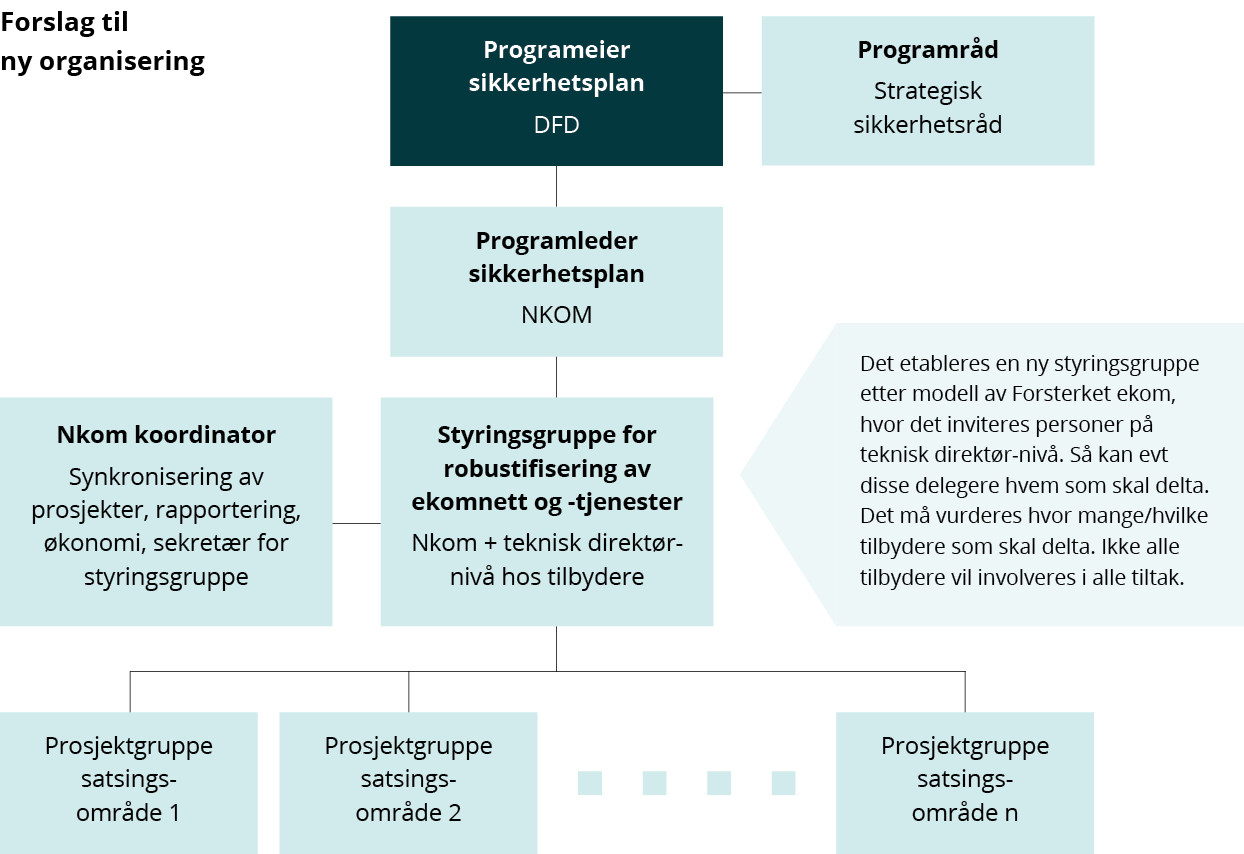 Forslag til
ny organisering
Programeier
sikkerhetsplan
DFD
Programråd
Strategisk
sikkerhetsråd
Programleder
sikkerhetsplan
NKOM
Nkom koordinator
Synkronisering av
prosjekter, rapportering,
økonomi, sekretær for
styringsgruppe
Styringsgruppe for
robustifisering av
ekomnett og -tjenester
Nkom + teknisk direktør-
nivå hos tilbydere
Det etableres en ny styringsgruppe
etter modell av Forsterket ekom,
hvor det inviteres personer på
teknisk direktør-nivå. Så kan evt
disse delegere hvem som skal delta.
Det må vurderes hvor mange/hvilke
tilbydere som skal delta. Ikke alle
tilbydere vil involveres i alle tiltak.
Prosjektgruppe
satsings-
område 1
Prosjektgruppe
satsings-
område 2
Prosjektgruppe
satsings-
område n